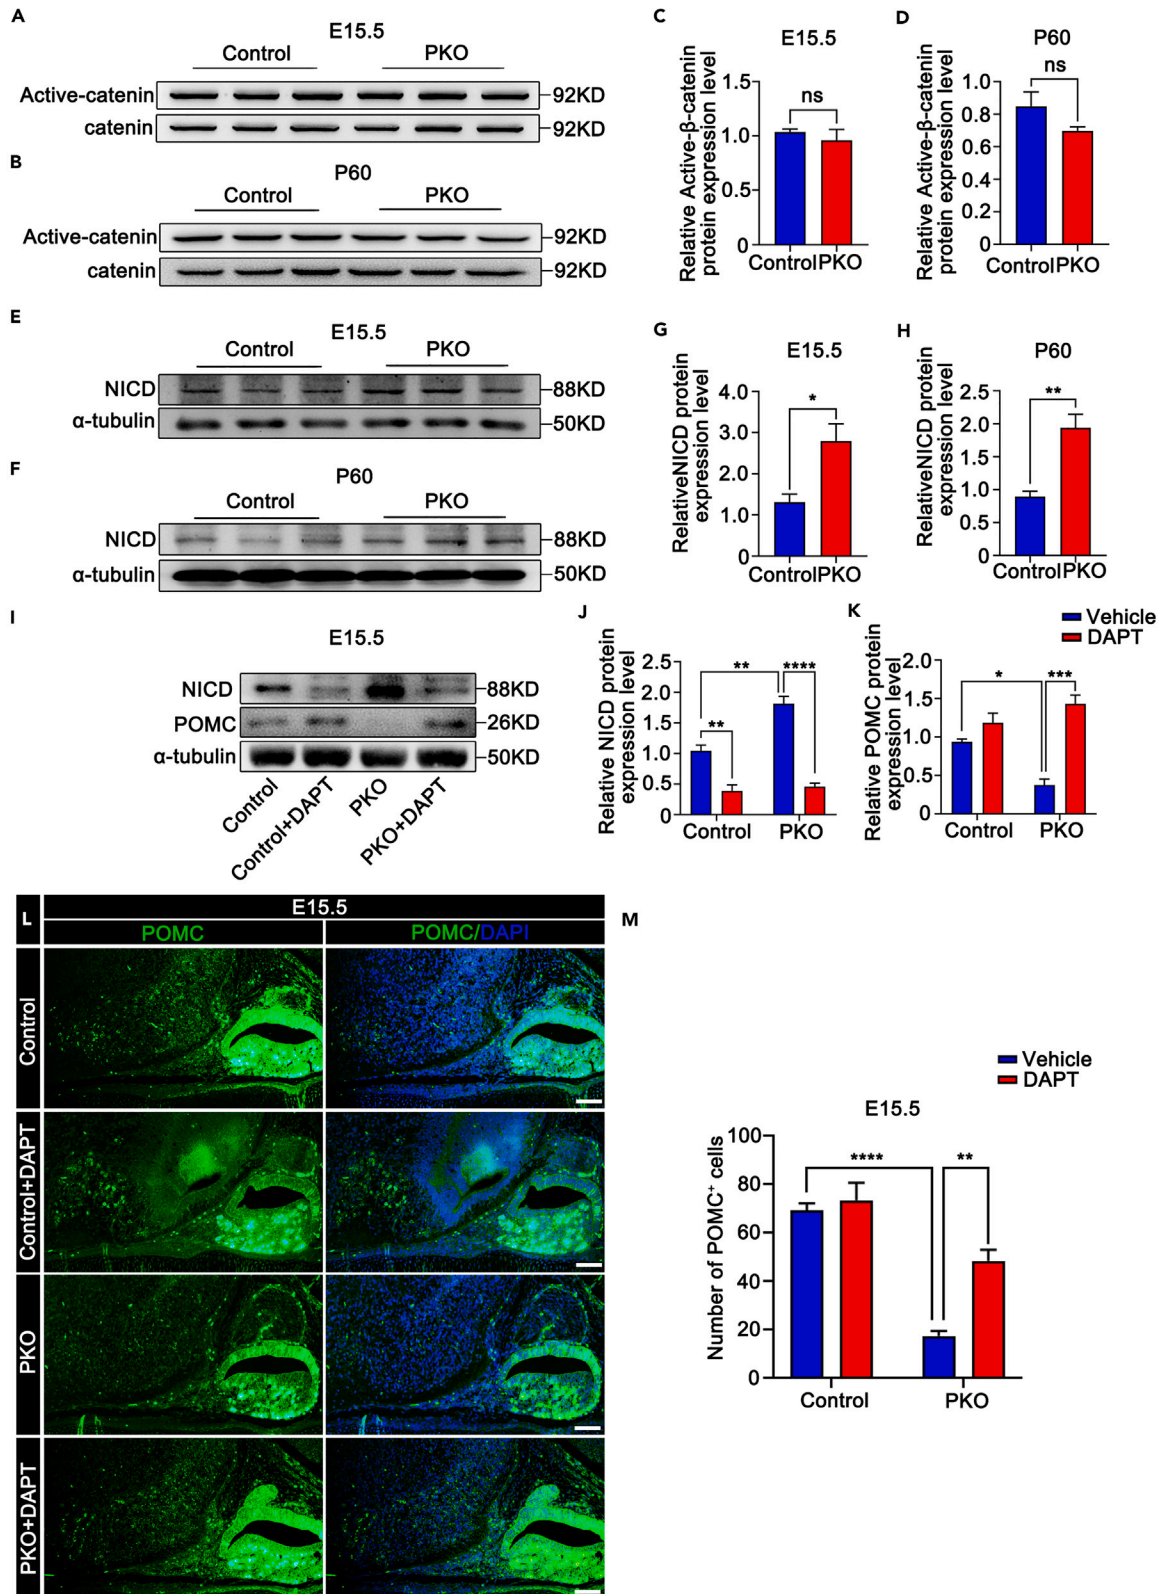 A
E15.5
Control PKO
Active-catenin 92KD
catenin 92KD
B
P60
Control PKO
Active-catenin 92KD
catenin 92KD
C
E15.5
Relative Active-β-catenin
protein expression level
1.5
1.0
0.5
0
ns
Control PKO
D
P60
Relative Active-β-catenin
protein expression level
1.0
0.8
0.6
0.4
0.2
0
ns
Control PKO
E
E15.5
Control PKO
NICD 88KD
α-tubulin 50KD
F
P60
Control PKO
NICD 88KD
α-tubulin 50KD
G
E15.5
RelativeNICD protein
expression level
4.0
3.0
2.0
1.0
0
*
Control PKO
H
P60
RelativeNICD protein
expression level
2.5
2.0
1.5
1.0
0.5
0
**
Control PKO
I
E15.5
NICD 88KD
POMC 26KD
α-tubulin 50KD
Control
Control+DAPT
PKO
PKO+DAPT
J
Relative NICD protein
expression level
2.5
2.0
1.5
1.0
0.5
0
** ****
**
Control PKO
K
Vehicle
DAPT
Relative POMC protein
expression level
2.0
1.5
1.0
0.5
0
* ***
Control PKO
L
E15.5
POMC POMC/DAPI
Control
Control+DAPT
PKO
PKO+DAPT
M
Vehicle
DAPT
E15.5
Number of POMC⁺ cells
100
80
60
40
20
0
**** **
Control PKO